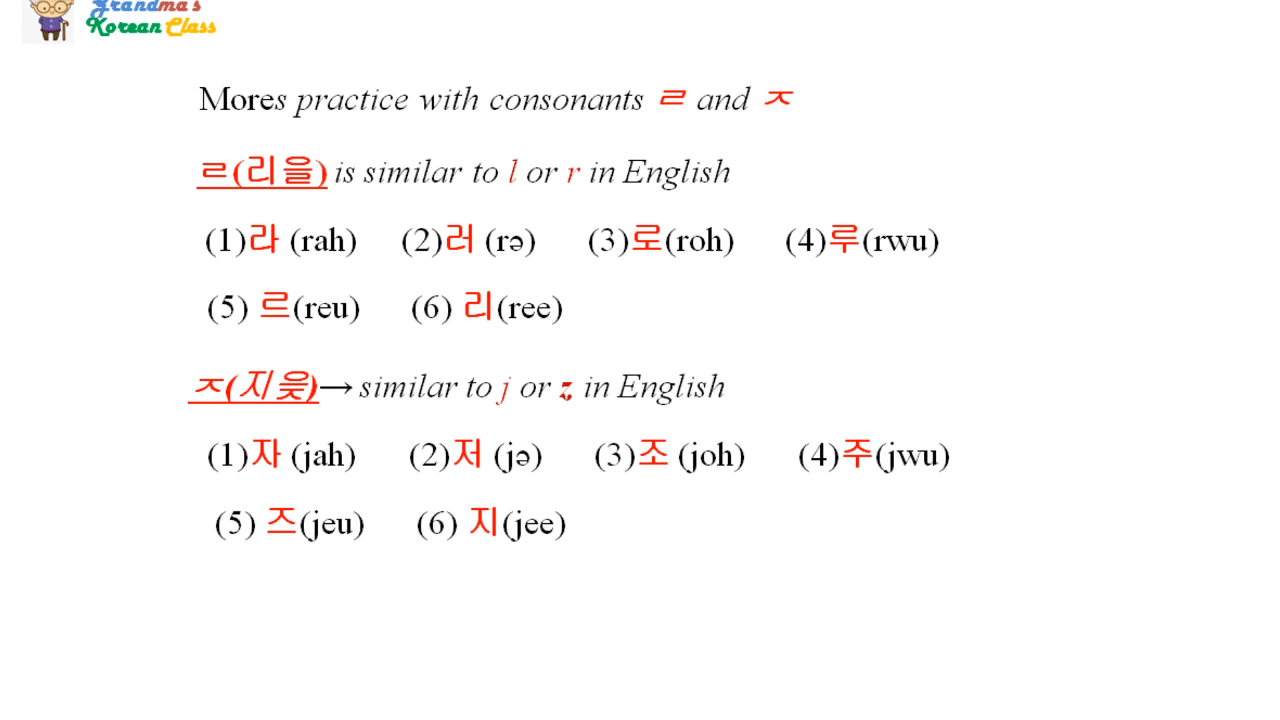 Grandma's
Korean Class
Mores practice with consonants ㄹ and ㅈ
ㄹ(리을) is similar to l or r in English
(1)라 (rah) (2)러 (rə) (3)로(roh) (4)루(rwu)
(5) 르(reu) (6) 리(ree)
ㅈ(지읒)→ similar to j or z in English
(1)자 (jah) (2)저 (jə) (3)조 (joh) (4)주(jwu)
(5) 즈(jeu) (6) 지(jee)